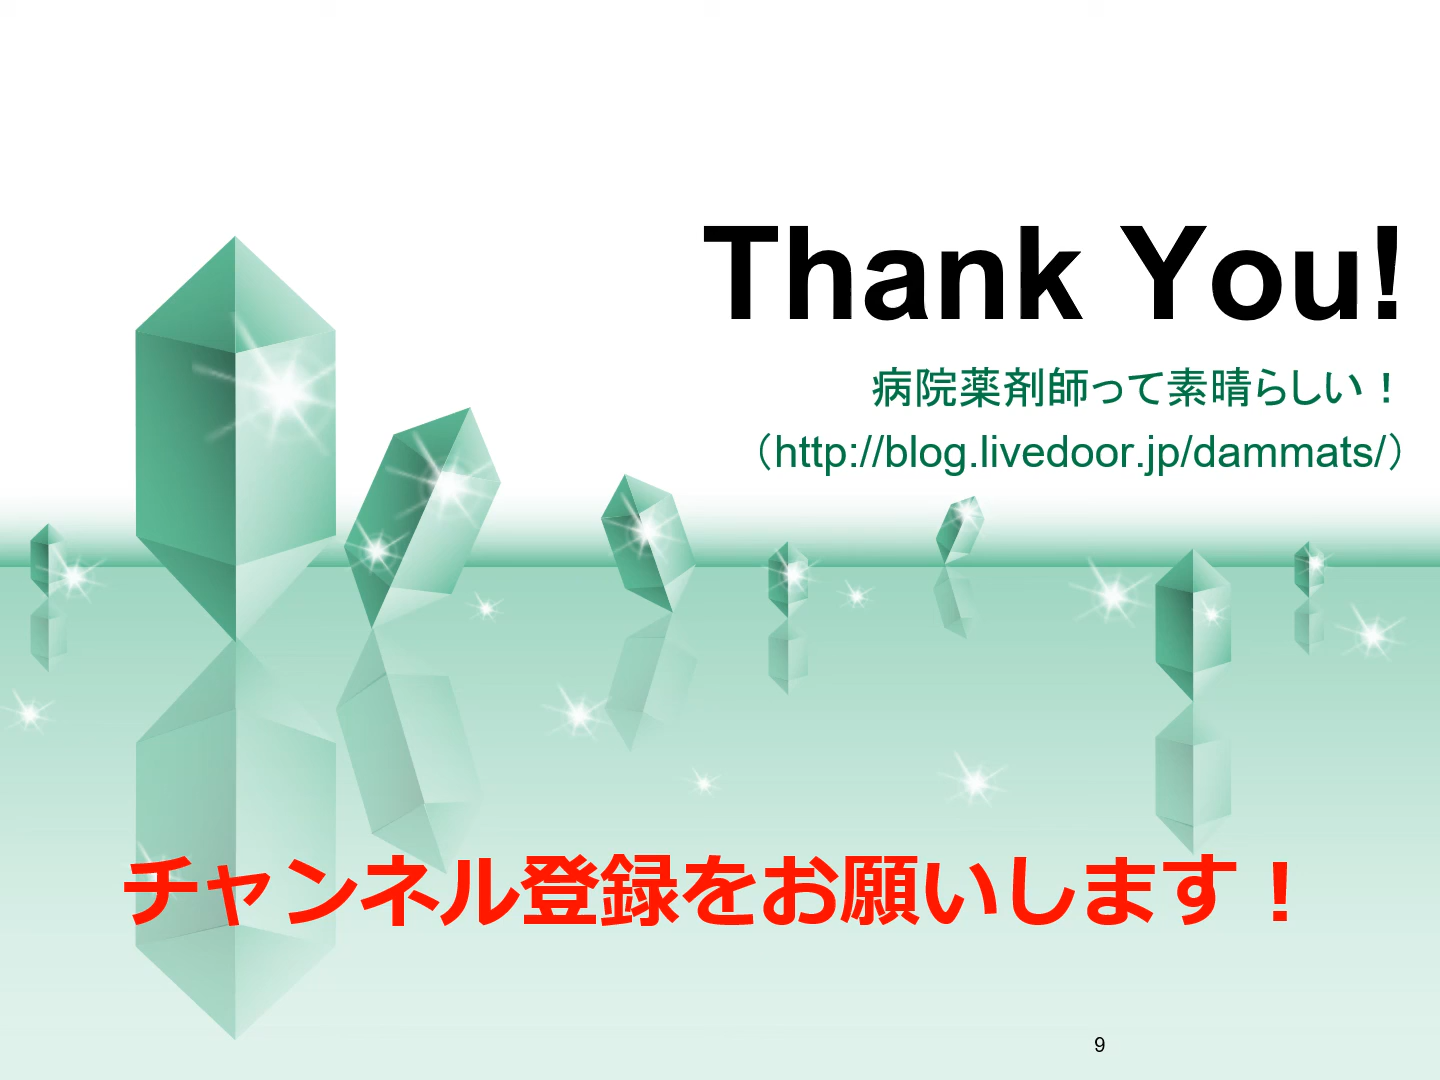 Thank You!
病院薬剤師って素晴らしい！
（http://blog.livedoor.jp/dammats/）
チャンネル登録をお願いします！
9